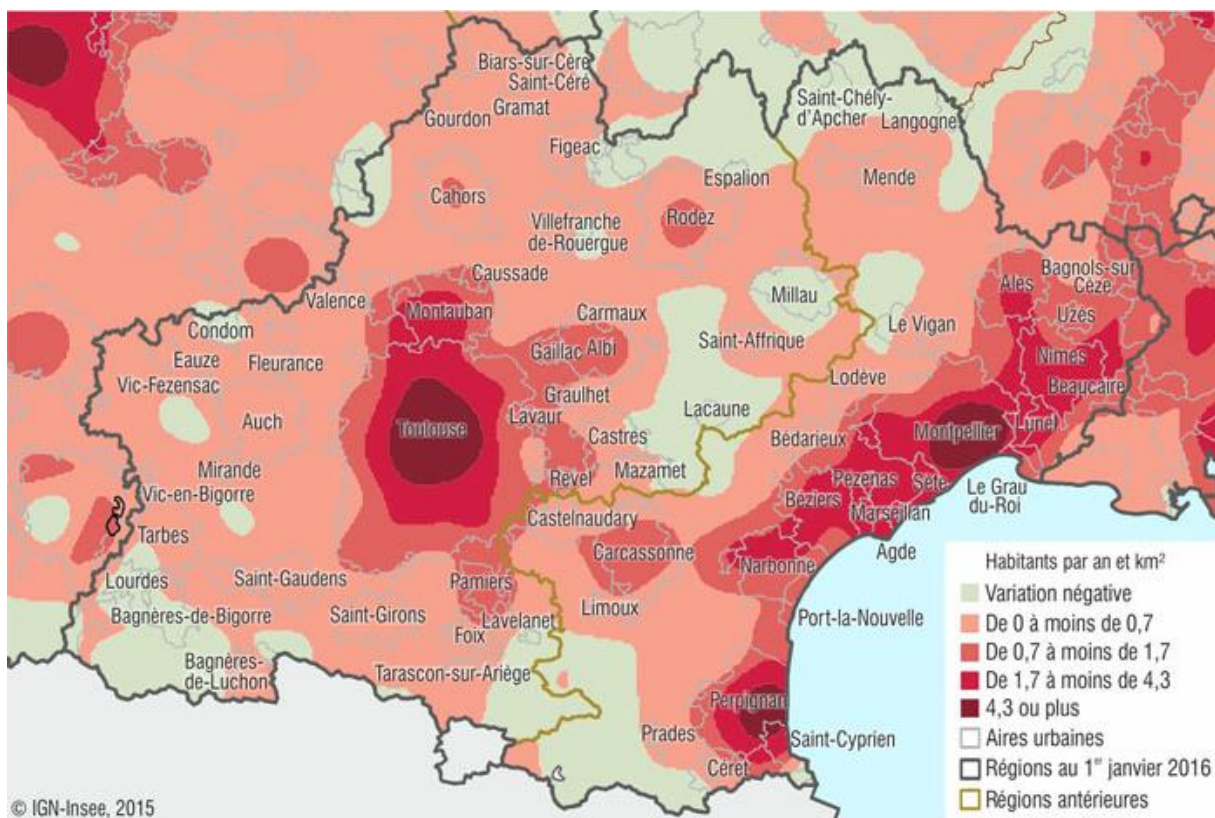 Biars-sur-Cère
Saint-Céré
Gramat
Gourdon
Figeac
Saint-Chély-
d'Apcher
Langogne
Espalion
Mende
Cahors
Rodez
Villefranche
de-Rouergue
Caussade
Valence
Montauban
Millau
Alès
Bagnols-sur
Cèze
Uzès
Condom
Carmaux
Le Vigan
Eauze
Fleurance
Gaillac
Albi
Saint-Affrique
Nîmes
Vic-Fezensac
Beaucaire
Graulhet
Lodève
Auch
Lavaur
Lacaune
Toulouse
Castres
Bédarieux
Montpellier
Lunel
Mirande
Revel
Mazamet
Pezenas
Sète
Le Grau
du-Roi
Vic-en-Bigorre
Béziers
Marseillan
Castelnaudary
Tarbes
Carcassonne
Agde
Narbonne
Lourdes
Saint-Gaudens
Pamiers
Limoux
Bagnères-de-Bigorre
Saint-Girons
Lavelanet
Port-la-Nouvelle
Foix
Bagnères-
de-Luchon
Tarascon-sur-Ariège
Perpignan
Prades
Saint-Cyprien
Céret
Habitants par an et km²
Variation négative
De 0 à moins de 0,7
De 0,7 à moins de 1,7
De 1,7 à moins de 4,3
4,3 ou plus
Aires urbaines
Régions au 1er janvier 2016
Régions antérieures
© IGN-Insee, 2015